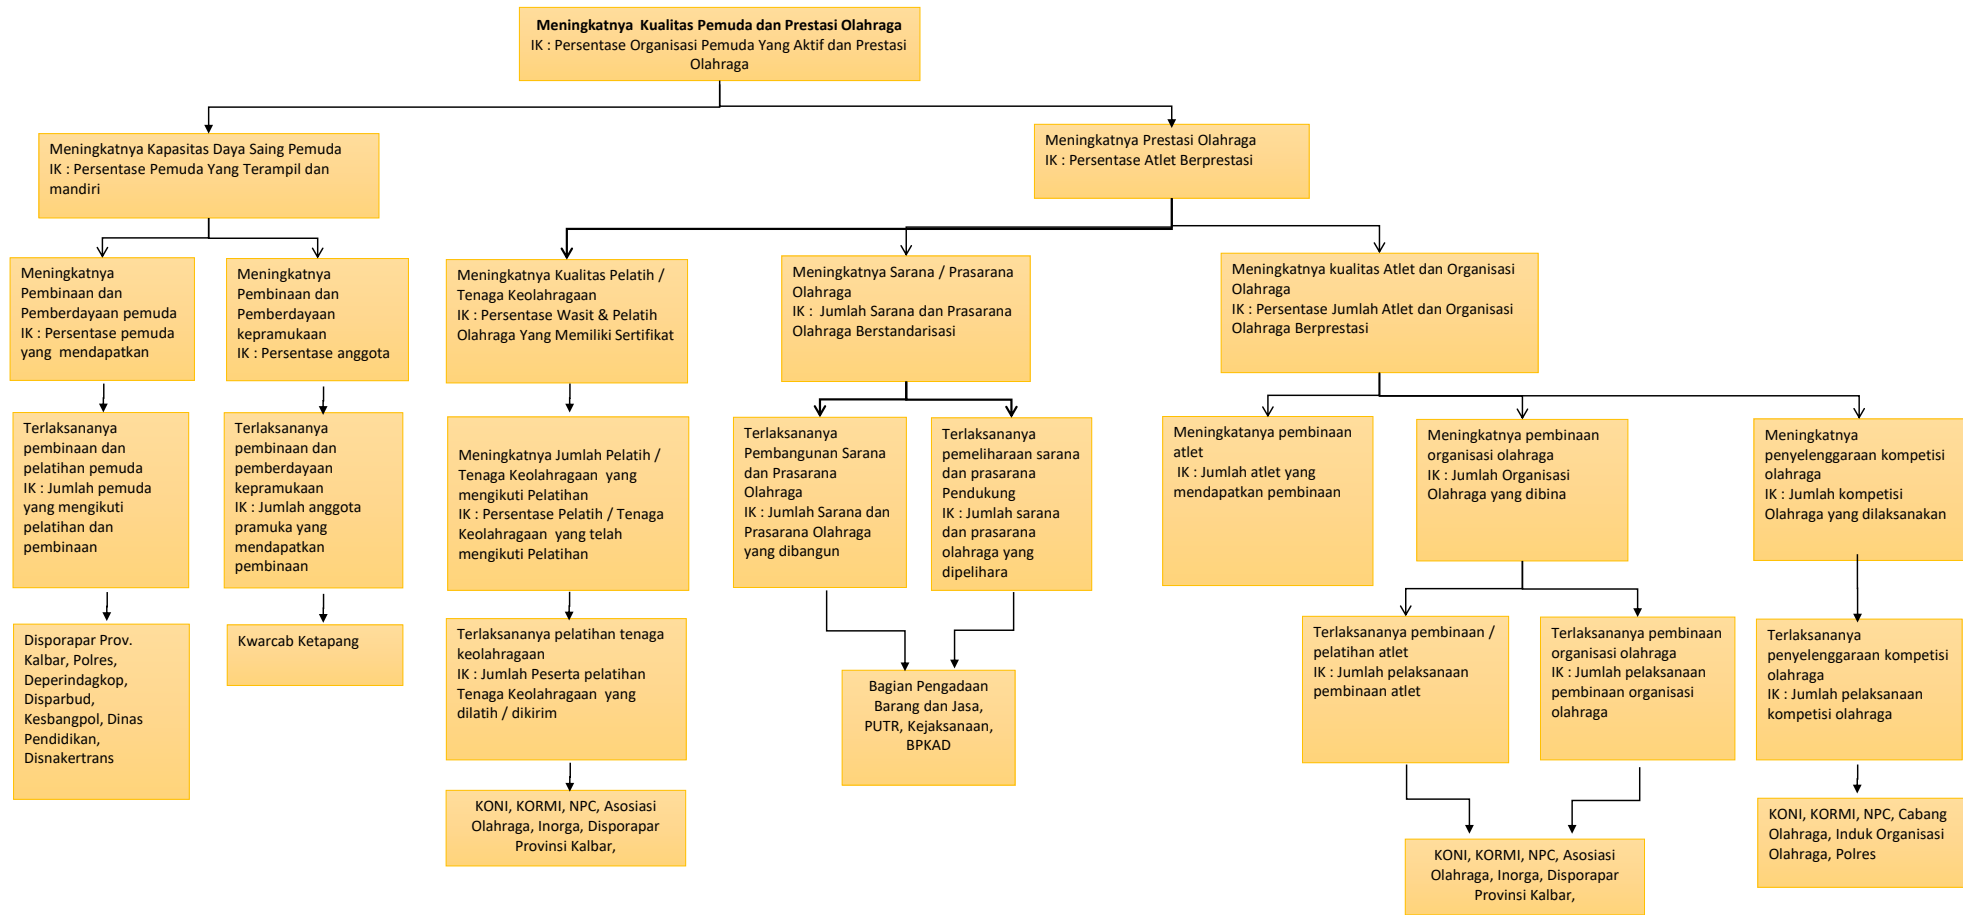 Meningkatnya Kualitas Pemuda dan Prestasi Olahraga
IK : Persentase Organisasi Pemuda Yang Aktif dan Prestasi
Olahraga
Meningkatnya Kapasitas Daya Saing Pemuda
IK : Persentase Pemuda Yang Terampil dan
mandiri
Meningkatnya Prestasi Olahraga
IK : Persentase Atlet Berprestasi
Meningkatnya
Pembinaan dan
Pemberdayaan pemuda
IK : Persentase pemuda
yang mendapatkan
Meningkatnya
Pembinaan dan
Pemberdayaan
kepramukaan
IK : Persentase anggota
Meningkatnya Kualitas Pelatih /
Tenaga Keolahragaan
IK : Persentase Wasit & Pelatih
Olahraga Yang Memiliki Sertifikat
Meningkatnya Sarana / Prasarana
Olahraga
IK : Jumlah Sarana dan Prasarana
Olahraga Berstandarisasi
Meningkatnya kualitas Atlet dan Organisasi
Olahraga
IK : Persentase Jumlah Atlet dan Organisasi
Olahraga Berprestasi
Terlaksananya
pembinaan dan
pelatihan pemuda
IK : Jumlah pemuda
yang mengikuti
pelatihan dan
pembinaan
Terlaksananya
pembinaan dan
pemberdayaan
kepramukaan
IK : Jumlah anggota
pramuka yang
mendapatkan
pembinaan
Meningkatnya Jumlah Pelatih /
Tenaga Keolahragaan yang
mengikuti Pelatihan
IK : Persentase Pelatih / Tenaga
Keolahragaan yang telah
mengikuti Pelatihan
Terlaksananya
Pembangunan Sarana
dan Prasarana
Olahraga
IK : Jumlah Sarana dan
Prasarana Olahraga
yang dibangun
Terlaksananya
pemeliharaan sarana
dan prasarana
Pendukung
IK : Jumlah sarana
dan prasarana
olahraga yang
dipelihara
Meningkatanya pembinaan
atlet
IK : Jumlah atlet yang
mendapatkan pembinaan
Meningkatnya pembinaan
organisasi olahraga
IK : Jumlah Organisasi
Olahraga yang dibina
Meningkatnya
penyelenggaraan kompetisi
olahraga
IK : Jumlah kompetisi
Olahraga yang dilaksanakan
Disporapar Prov.
Kalbar, Polres,
Deperindagkop,
Disparbud,
Kesbangpol, Dinas
Pendidikan,
Disnakertrans
Kwarcab Ketapang
Terlaksananya pelatihan tenaga
keolahragaan
IK : Jumlah Peserta pelatihan
Tenaga Keolahragaan yang
dilatih / dikirim
Bagian Pengadaan
Barang dan Jasa,
PUTR, Kejaksanaan,
BPKAD
Terlaksananya pembinaan /
pelatihan atlet
IK : Jumlah pelaksanaan
pembinaan atlet
Terlaksananya pembinaan
organisasi olahraga
IK : Jumlah pelaksanaan
pembinaan organisasi
olahraga
Terlaksananya
penyelenggaraan kompetisi
olahraga
IK : Jumlah pelaksanaan
kompetisi olahraga
KONI, KORMI, NPC, Asosiasi
Olahraga, Inorga, Disporapar
Provinsi Kalbar,
KONI, KORMI, NPC, Asosiasi
Olahraga, Inorga, Disporapar
Provinsi Kalbar,
KONI, KORMI, NPC, Cabang
Olahraga, Induk Organisasi
Olahraga, Polres